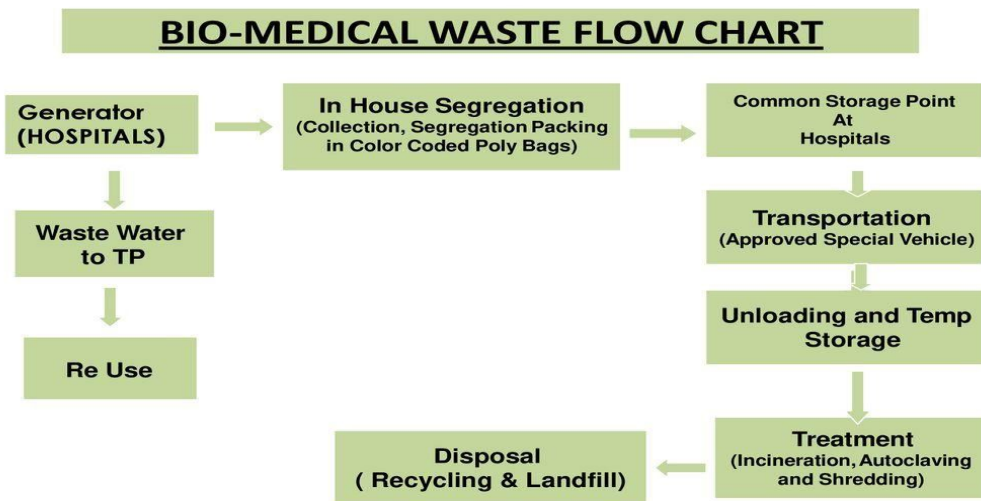 BIO-MEDICAL WASTE FLOW CHART
Generator
(HOSPITALS)
In House Segregation
(Collection, Segregation Packing
in Color Coded Poly Bags)
Common Storage Point
At
Hospitals
Waste Water
to TP
Transportation
(Approved Special Vehicle)
Unloading and Temp
Storage
Re Use
Treatment
(Incineration, Autoclaving
and Shredding)
Disposal
( Recycling & Landfill)